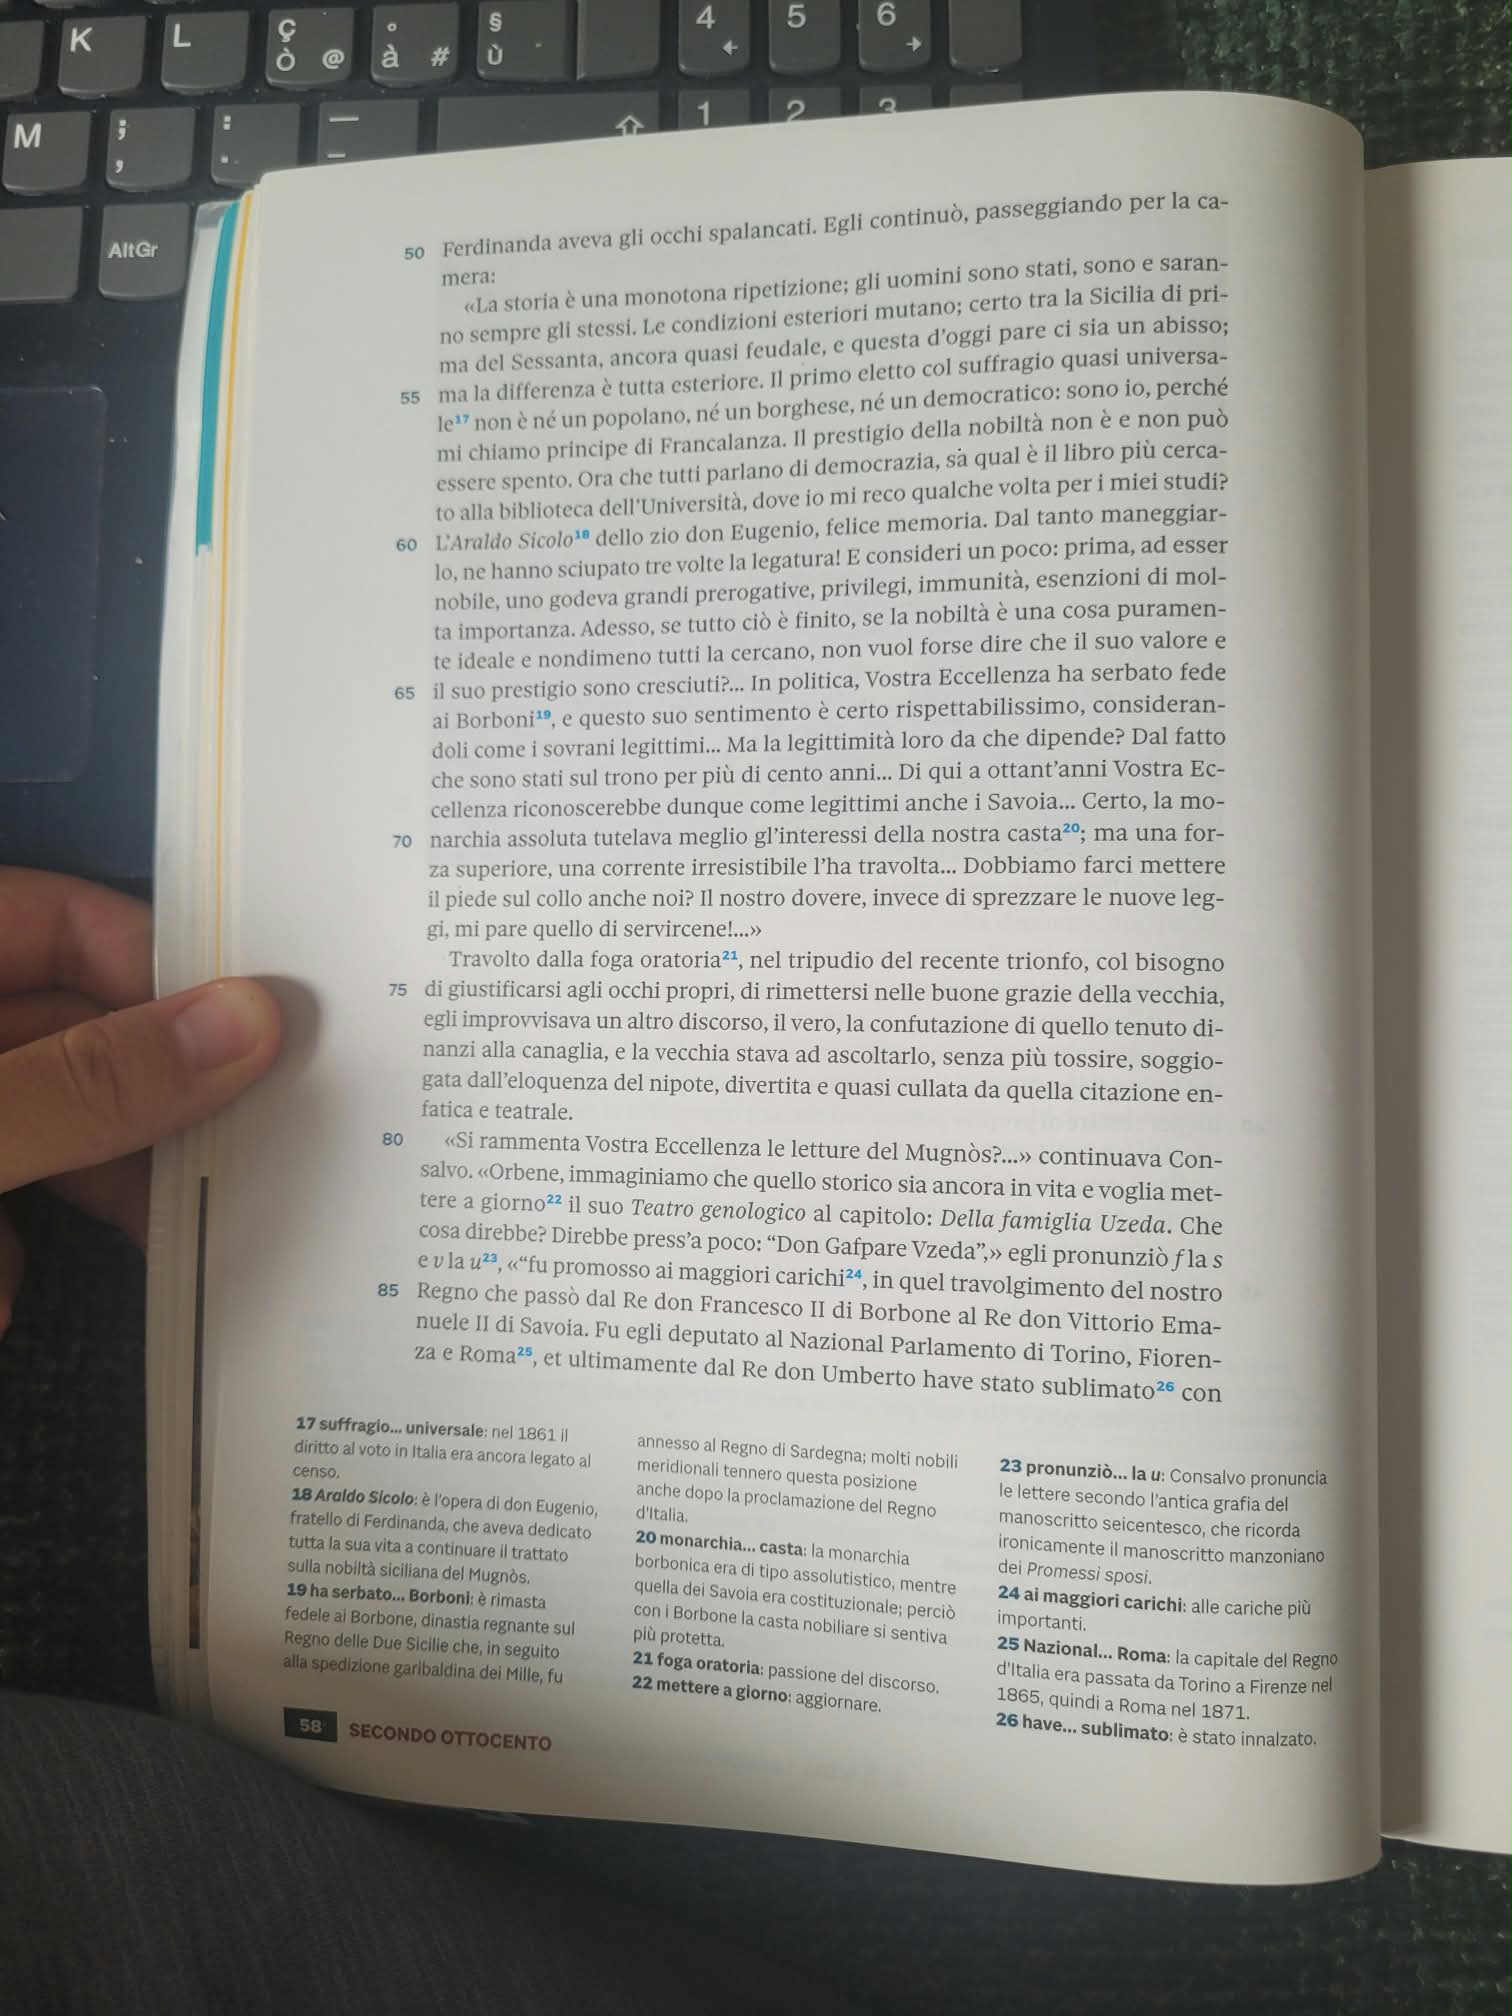 K
L
ç
ò @
°
à #
§
ù
4
5
6
M
;
,
:
.
—
–
1
2
3
AltGr
50 Ferdinanda aveva gli occhi spalancati. Egli continuò, passeggiando per la ca-
mera:
«La storia è una monotona ripetizione; gli uomini sono stati, sono e saran-
no sempre gli stessi. Le condizioni esteriori mutano; certo tra la Sicilia di pri-
ma del Sessanta, ancora quasi feudale, e questa d'oggi pare ci sia un abisso;
55 ma la differenza è tutta esteriore. Il primo eletto col suffragio quasi universa-
le¹⁷ non è né un popolano, né un borghese, né un democratico: sono io, perché
mi chiamo principe di Francalanza. Il prestigio della nobiltà non è e non può
essere spento. Ora che tutti parlano di democrazia, sa qual è il libro più cerca-
to alla biblioteca dell'Università, dove io mi reco qualche volta per i miei studi?
60 L'Araldo Sicolo¹⁸ dello zio don Eugenio, felice memoria. Dal tanto maneggiar-
lo, ne hanno sciupato tre volte la legatura! E consideri un poco: prima, ad esser
nobile, uno godeva grandi prerogative, privilegi, immunità, esenzioni di mol-
ta importanza. Adesso, se tutto ciò è finito, se la nobiltà è una cosa puramen-
te ideale e nondimeno tutti la cercano, non vuol forse dire che il suo valore e
65 il suo prestigio sono cresciuti?... In politica, Vostra Eccellenza ha serbato fede
ai Borboni¹⁹, e questo suo sentimento è certo rispettabilissimo, consideran-
doli come i sovrani legittimi... Ma la legittimità loro da che dipende? Dal fatto
che sono stati sul trono per più di cento anni... Di qui a ottant'anni Vostra Ec-
cellenza riconoscerebbe dunque come legittimi anche i Savoia... Certo, la mo-
70 narchia assoluta tutelava meglio gl'interessi della nostra casta²⁰; ma una for-
za superiore, una corrente irresistibile l'ha travolta... Dobbiamo farci mettere
il piede sul collo anche noi? Il nostro dovere, invece di sprezzare le nuove leg-
gi, mi pare quello di servircene!...»
Travolto dalla foga oratoria²¹, nel tripudio del recente trionfo, col bisogno
75 di giustificarsi agli occhi propri, di rimettersi nelle buone grazie della vecchia,
egli improvvisava un altro discorso, il vero, la confutazione di quello tenuto di-
nanzi alla canaglia, e la vecchia stava ad ascoltarlo, senza più tossire, soggio-
gata dall'eloquenza del nipote, divertita e quasi cullata da quella citazione en-
fatica e teatrale.
80 «Si rammenta Vostra Eccellenza le letture del Mugnòs?...» continuava Con-
salvo. «Orbene, immaginiamo che quello storico sia ancora in vita e voglia met-
tere a giorno²² il suo Teatro genologico al capitolo: Della famiglia Uzeda. Che
cosa direbbe? Direbbe press'a poco: "Don Gafpare Vzeda",» egli pronunziò f la s
e v la u²³, «"fu promosso ai maggiori carichi²⁴, in quel travolgimento del nostro
85 Regno che passò dal Re don Francesco II di Borbone al Re don Vittorio Ema-
nuele II di Savoia. Fu egli deputato al Nazional Parlamento di Torino, Fioren-
za e Roma²⁵, et ultimamente dal Re don Umberto have stato sublimato²⁶ con
17 suffragio... universale: nel 1861 il
diritto al voto in Italia era ancora legato al
censo.
18 Araldo Sicolo: è l'opera di don Eugenio,
fratello di Ferdinanda, che aveva dedicato
tutta la sua vita a continuare il trattato
sulla nobiltà siciliana del Mugnòs.
19 ha serbato... Borboni: è rimasta
fedele ai Borbone, dinastia regnante sul
Regno delle Due Sicilie che, in seguito
alla spedizione garibaldina dei Mille, fu
annesso al Regno di Sardegna; molti nobili
meridionali tennero questa posizione
anche dopo la proclamazione del Regno
d'Italia.
20 monarchia... casta: la monarchia
borbonica era di tipo assolutistico, mentre
quella dei Savoia era costituzionale; perciò
con i Borbone la casta nobiliare si sentiva
più protetta.
21 foga oratoria: passione del discorso.
22 mettere a giorno: aggiornare.
23 pronunziò... la u: Consalvo pronuncia
le lettere secondo l'antica grafia del
manoscritto seicentesco, che ricorda
ironicamente il manoscritto manzoniano
dei Promessi sposi.
24 ai maggiori carichi: alle cariche più
importanti.
25 Nazional... Roma: la capitale del Regno
d'Italia era passata da Torino a Firenze nel
1865, quindi a Roma nel 1871.
26 have... sublimato: è stato innalzato.
58 SECONDO OTTOCENTO